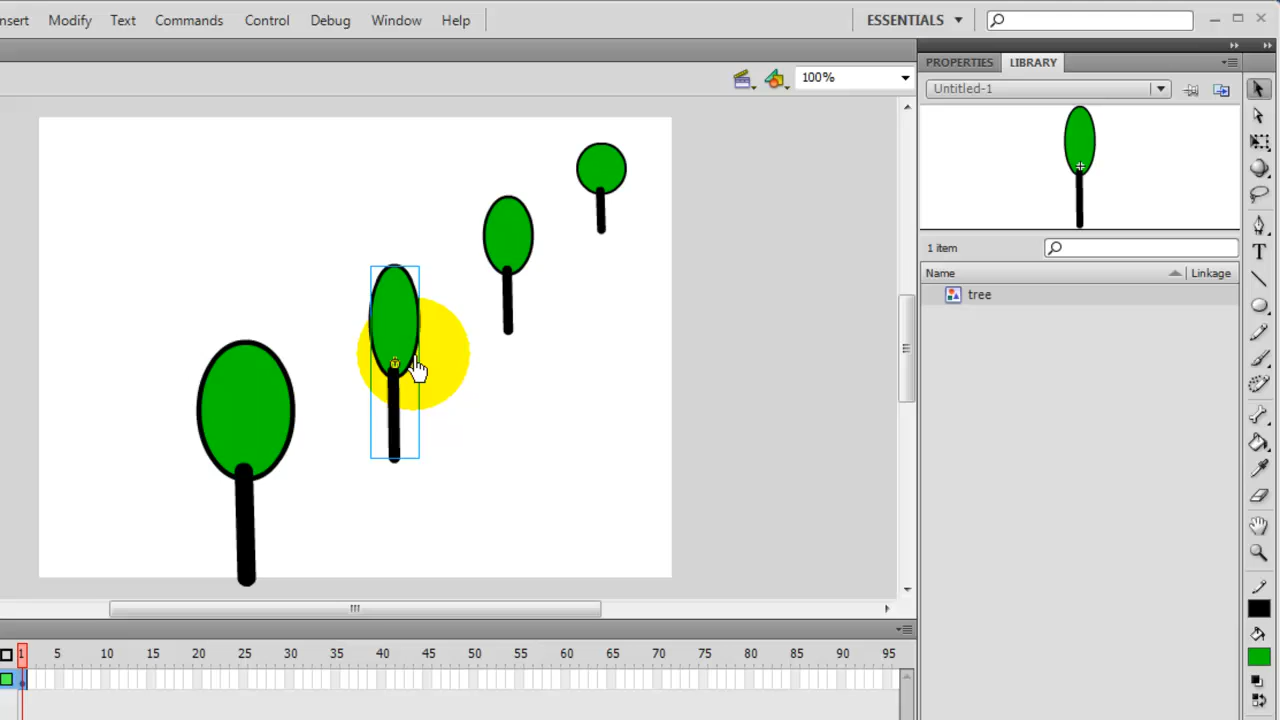 nsert Modify Text Commands Control Debug Window Help ESSENTIALS
100%
PROPERTIES LIBRARY
Untitled-1
1 item
Name Linkage
tree
1 5 10 15 20 25 30 35 40 45 50 55 60 65 70 75 80 85 90 95